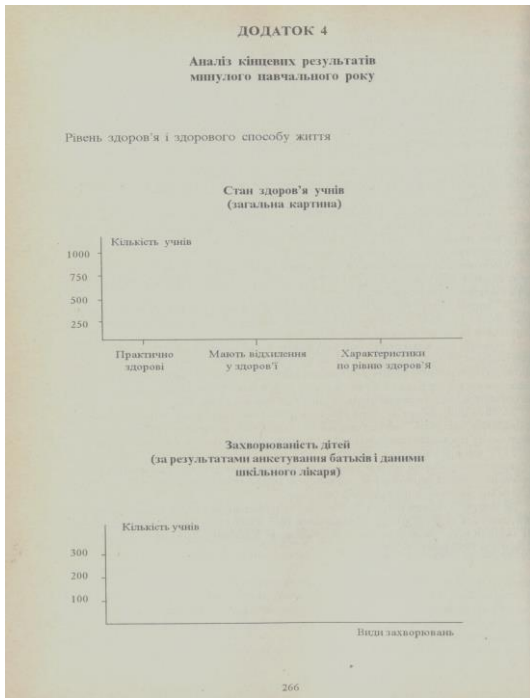 ДОДАТОК 4
Аналіз кінцевих результатів
минулого навчального року
Рівень здоров'я і здорового способу життя
Стан здоров'я учнів
(загальна картина)
Кількість учнів
1000
750
500
250
Практично
здорові
Мають відхилення
у здоров'ї
Характеристики
по рівню здоров'я
Захворюваність дітей
(за результатами анкетування батьків і даними
шкільного лікаря)
Кількість учнів
300
200
100
Види захворювань
266